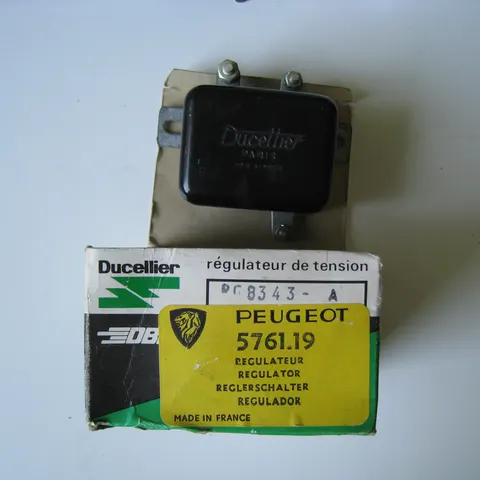 Ducellier
PARIS
Ducellier
régulateur de tension
8343-A
PEUGEOT
5761.19
REGULATEUR
REGULATOR
REGLERSCHALTER
REGULADOR
MADE IN FRANCE